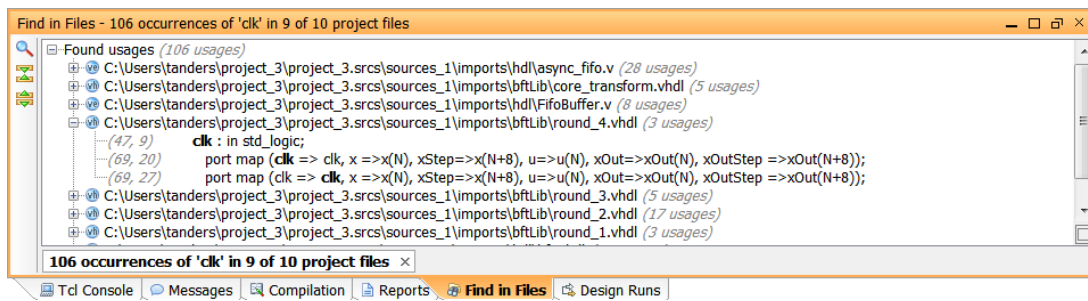 Find in Files - 106 occurrences of 'clk' in 9 of 10 project files
Found usages (106 usages)
C:\Users\tanders\project_3\project_3.srcs\sources_1\imports\hdl\async_fifo.v (28 usages)
C:\Users\tanders\project_3\project_3.srcs\sources_1\imports\bftLib\core_transform.vhdl (5 usages)
C:\Users\tanders\project_3\project_3.srcs\sources_1\imports\hdl\FifoBuffer.v (8 usages)
C:\Users\tanders\project_3\project_3.srcs\sources_1\imports\bftLib\round_4.vhdl (3 usages)
(47, 9) clk : in std_logic;
(69, 20) port map (clk => clk, x =>x(N), xStep=>x(N+8), u=>u(N), xOut=>xOut(N), xOutStep =>xOut(N+8));
(69, 27) port map (clk => clk, x =>x(N), xStep=>x(N+8), u=>u(N), xOut=>xOut(N), xOutStep =>xOut(N+8));
C:\Users\tanders\project_3\project_3.srcs\sources_1\imports\bftLib\round_3.vhdl (5 usages)
C:\Users\tanders\project_3\project_3.srcs\sources_1\imports\bftLib\round_2.vhdl (17 usages)
C:\Users\tanders\project_3\project_3.srcs\sources_1\imports\bftLib\round_1.vhdl (3 usages)
106 occurrences of 'clk' in 9 of 10 project files
Tcl Console Messages Compilation Reports Find in Files Design Runs